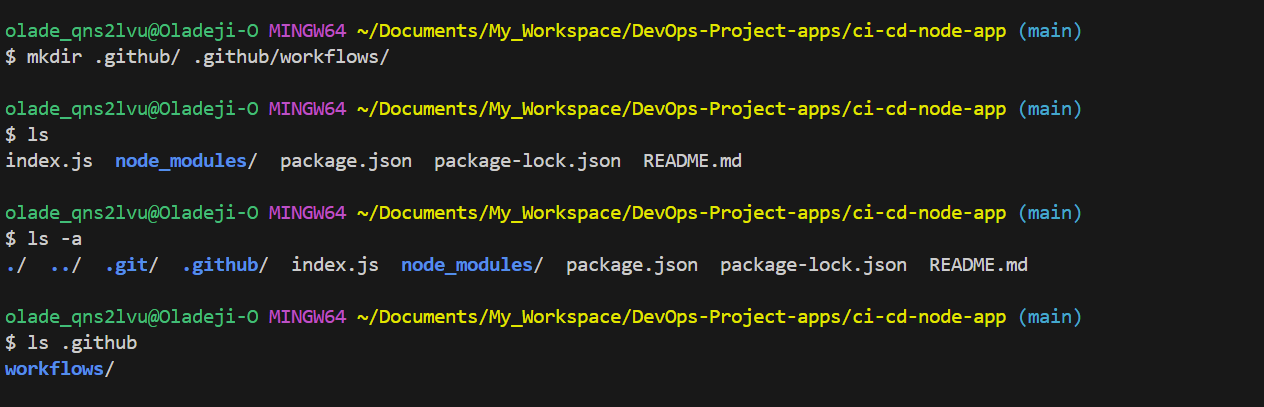 olade_qns2lvu@Oladeji-O MINGW64 ~/Documents/My_Workspace/DevOps-Project-apps/ci-cd-node-app (main)
$ mkdir .github/ .github/workflows/
olade_qns2lvu@Oladeji-O MINGW64 ~/Documents/My_Workspace/DevOps-Project-apps/ci-cd-node-app (main)
$ ls
index.js  node_modules/  package.json  package-lock.json  README.md
olade_qns2lvu@Oladeji-O MINGW64 ~/Documents/My_Workspace/DevOps-Project-apps/ci-cd-node-app (main)
$ ls -a
./  ../  .git/  .github/  index.js  node_modules/  package.json  package-lock.json  README.md
olade_qns2lvu@Oladeji-O MINGW64 ~/Documents/My_Workspace/DevOps-Project-apps/ci-cd-node-app (main)
$ ls .github
workflows/